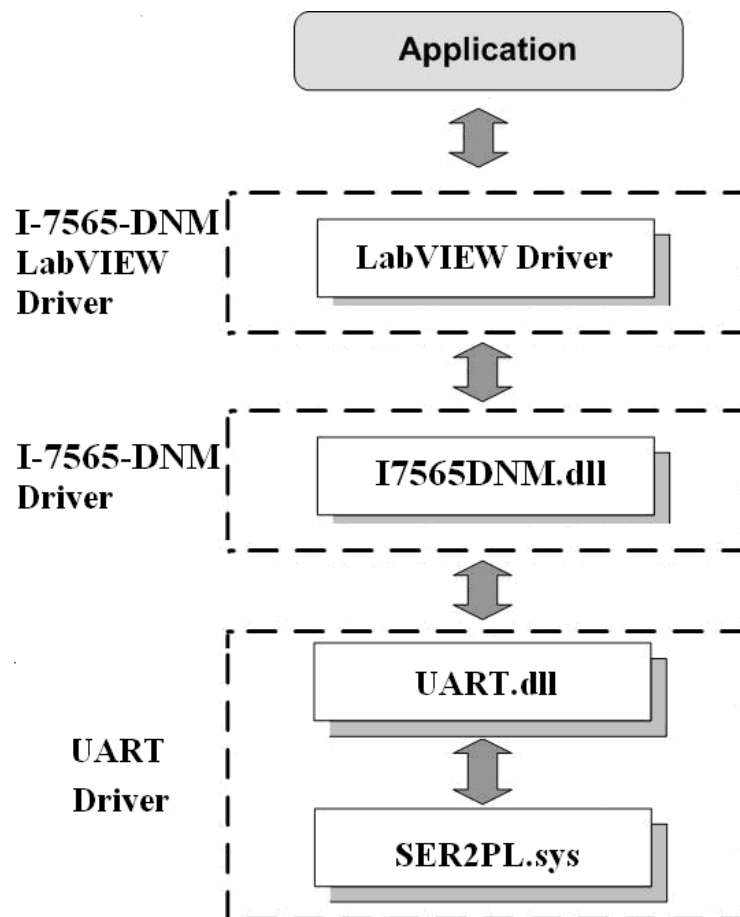 Application
I-7565-DNM
LabVIEW
Driver
LabVIEW Driver
I-7565-DNM
Driver
I7565DNM.dll
UART.dll
UART
Driver
SER2PL.sys